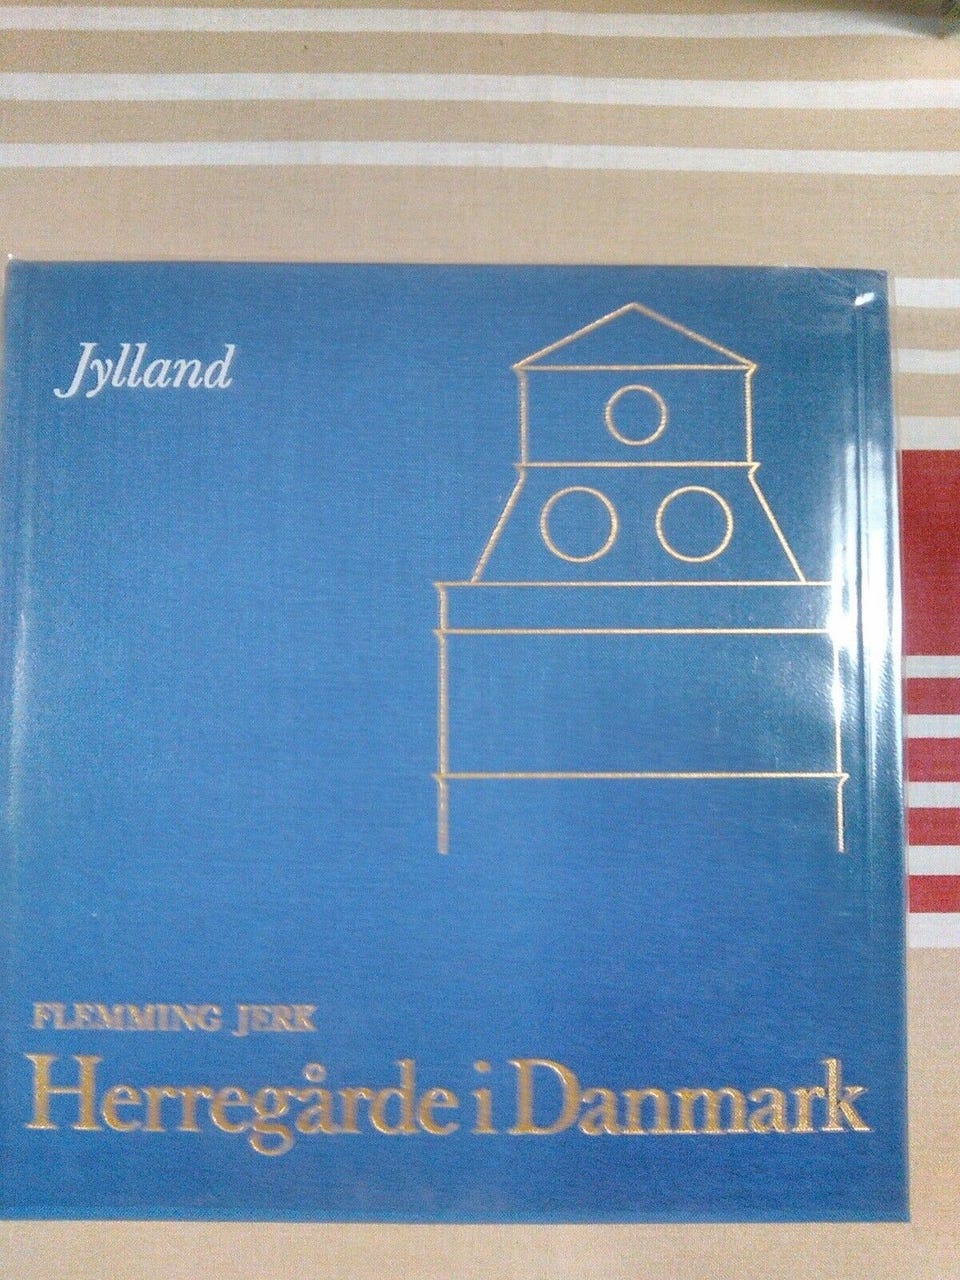 Jylland
FLEMMING JERK
Herregårde i Danmark